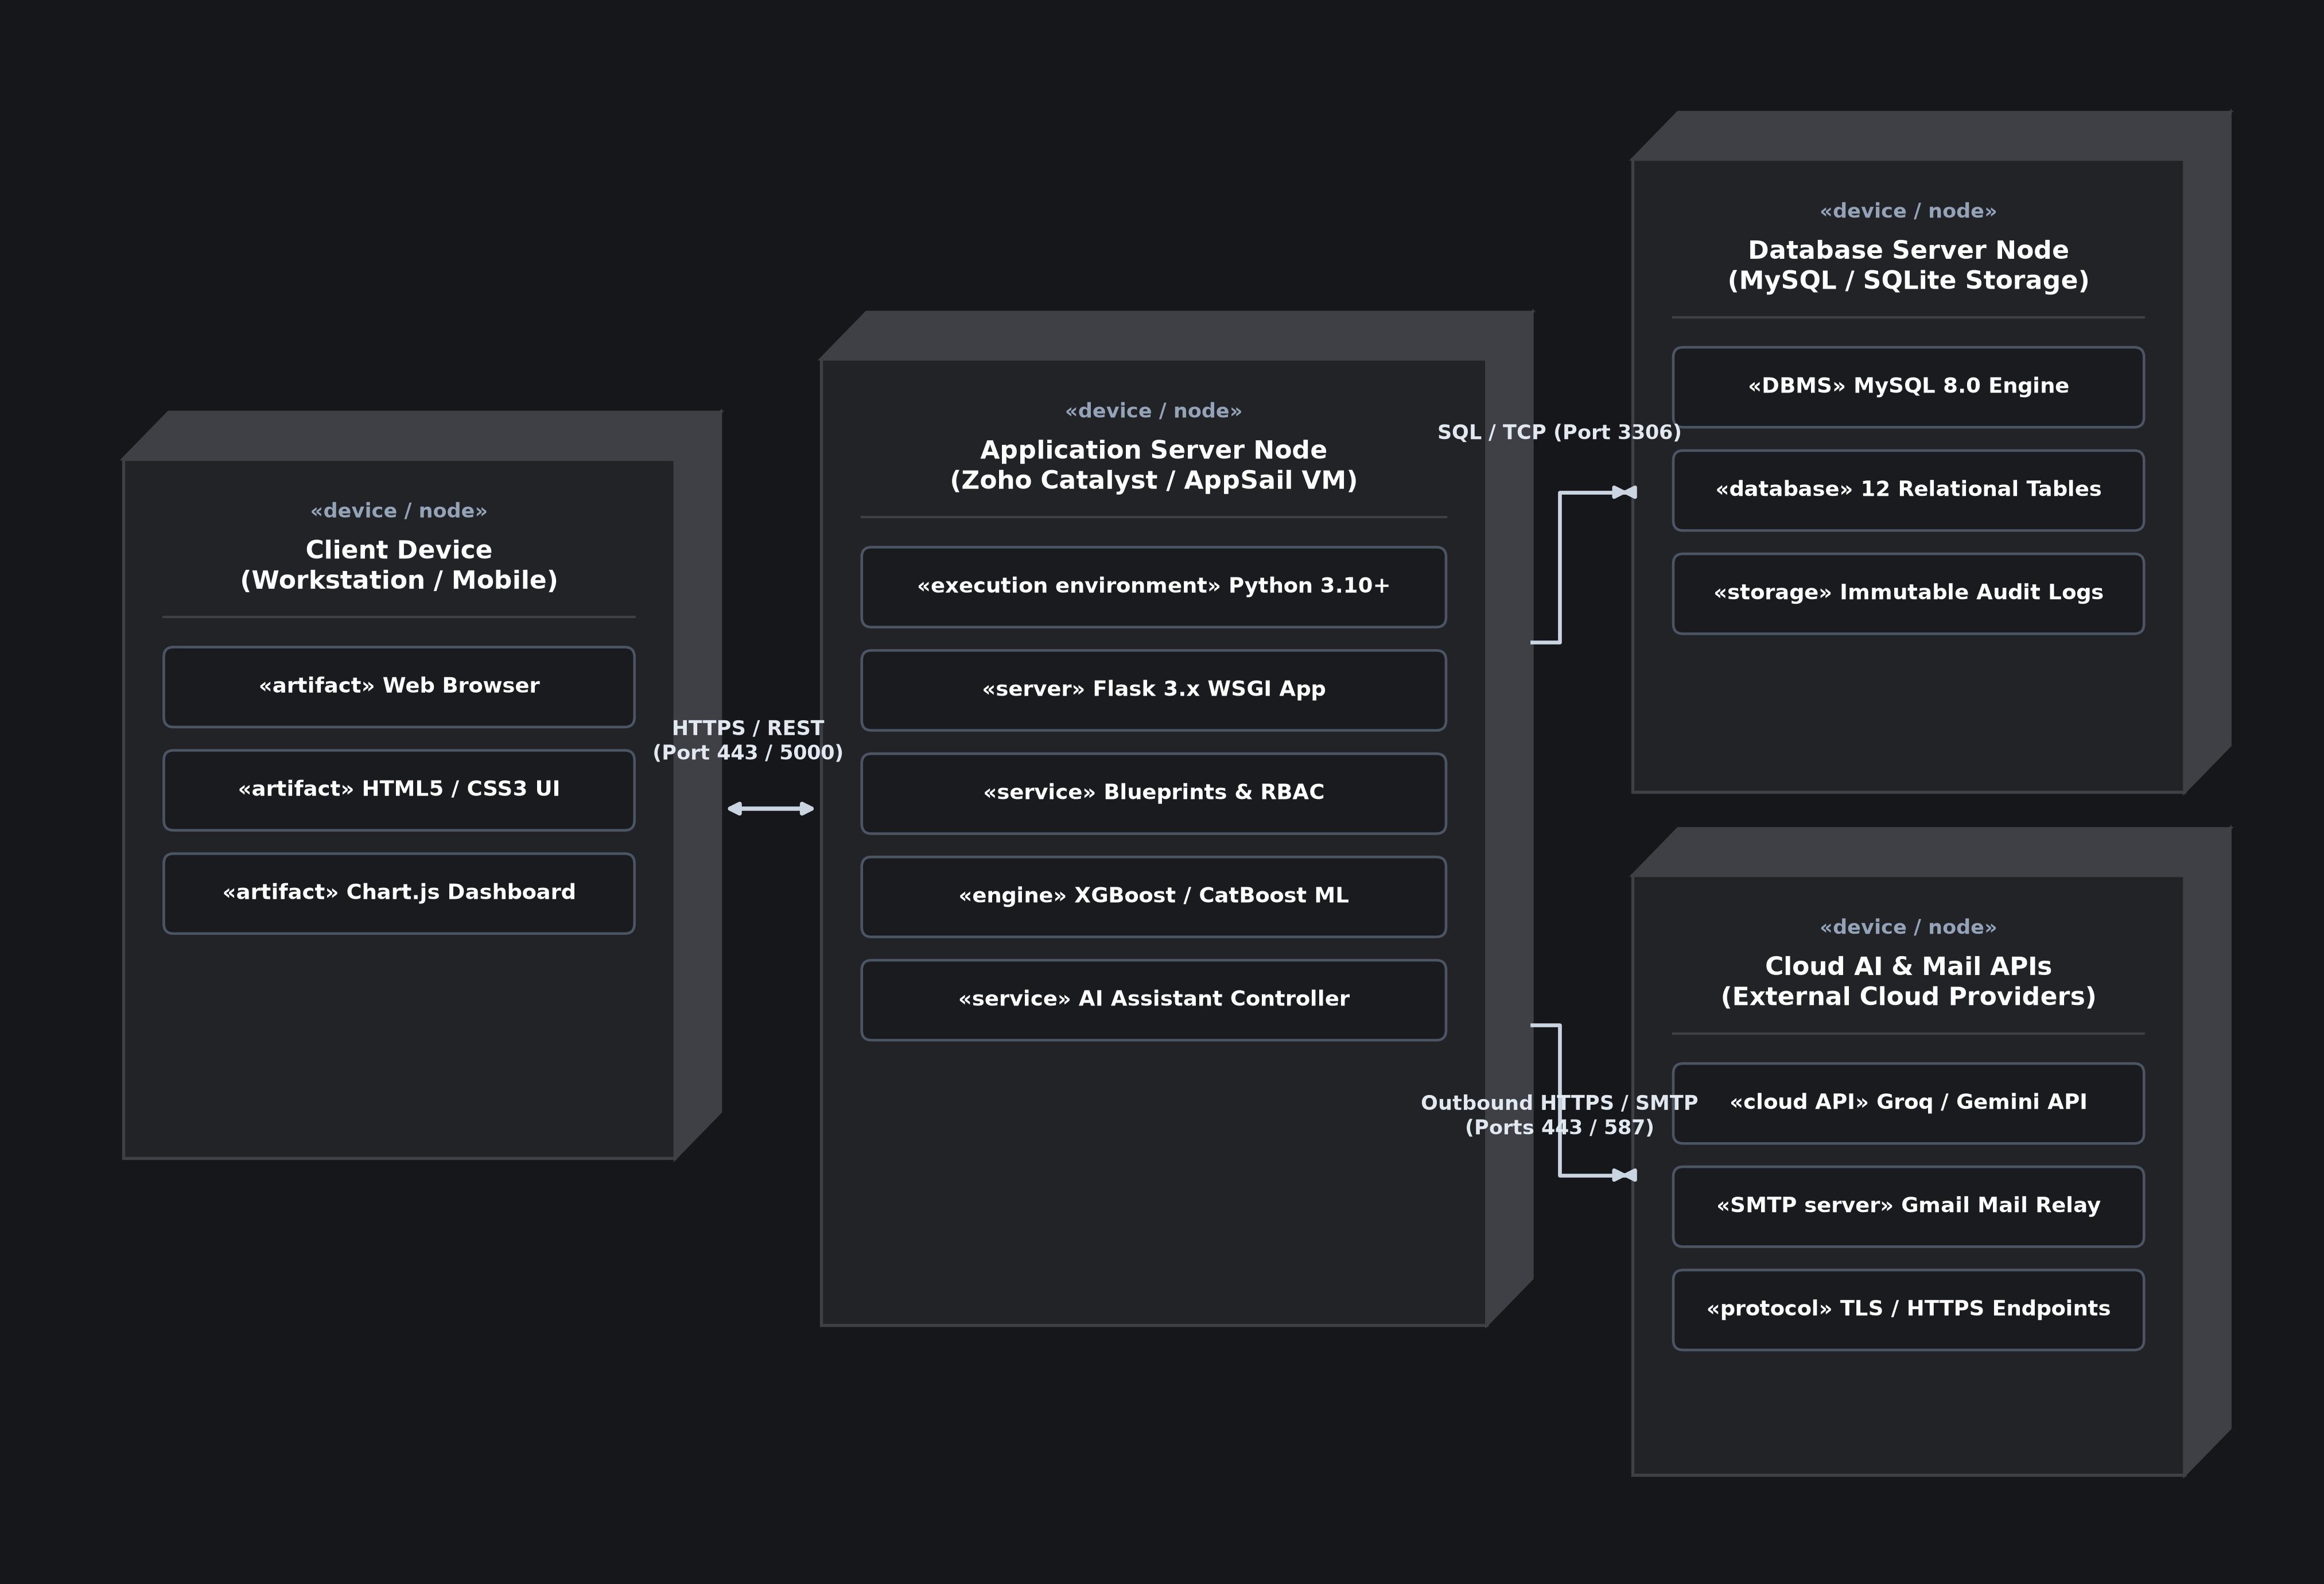 «device / node»
Client Device
(Workstation / Mobile)
«artifact» Web Browser
«artifact» HTML5 / CSS3 UI
«artifact» Chart.js Dashboard
HTTPS / REST
(Port 443 / 5000)
«device / node»
Application Server Node
(Zoho Catalyst / AppSail VM)
«execution environment» Python 3.10+
«server» Flask 3.x WSGI App
«service» Blueprints & RBAC
«engine» XGBoost / CatBoost ML
«service» AI Assistant Controller
SQL / TCP (Port 3306)
«device / node»
Database Server Node
(MySQL / SQLite Storage)
«DBMS» MySQL 8.0 Engine
«database» 12 Relational Tables
«storage» Immutable Audit Logs
Outbound HTTPS / SMTP
(Ports 443 / 587)
«device / node»
Cloud AI & Mail APIs
(External Cloud Providers)
«cloud API» Groq / Gemini API
«SMTP server» Gmail Mail Relay
«protocol» TLS / HTTPS Endpoints